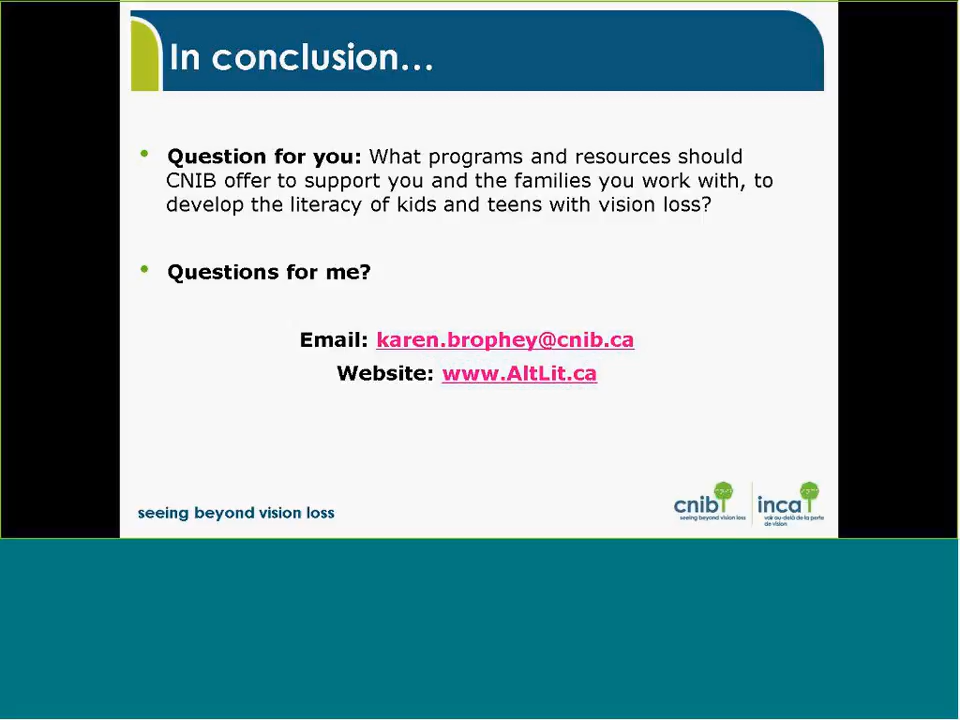 In conclusion…
• Question for you: What programs and resources should
CNIB offer to support you and the families you work with, to
develop the literacy of kids and teens with vision loss?
• Questions for me?
Email: karen.brophey@cnib.ca
Website: www.AltLit.ca
seeing beyond vision loss
cnib
seeing beyond vision loss
inca
voir au-delà de la perte
de vision